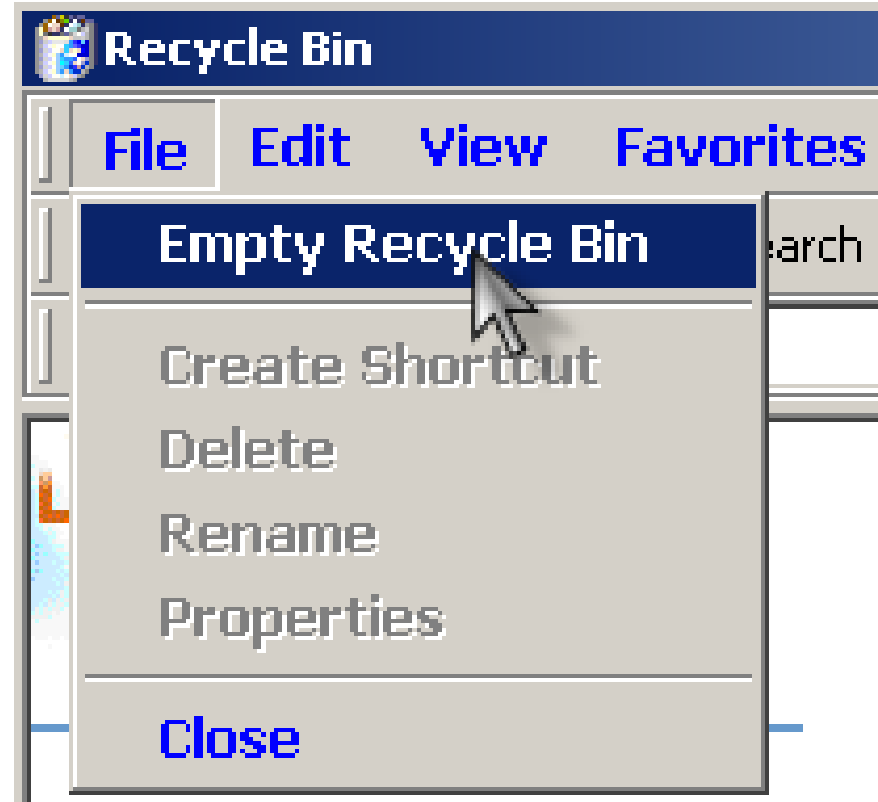 Recycle Bin
File Edit View Favorites
Empty Recycle Bin
Create Shortcut
Delete
Rename
Properties
Close